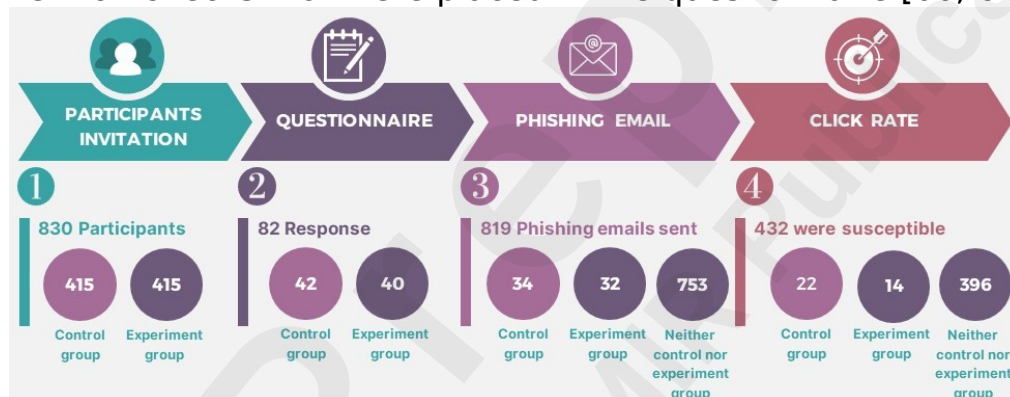 PARTICIPANTS
INVITATION
QUESTIONNAIRE
PHISHING EMAIL
CLICK RATE
1
2
3
4
830 Participants
82 Response
819 Phishing emails sent
432 were susceptible
415
415
42
40
34
32
753
22
14
396
Control
group
Experiment
group
Control
group
Experiment
group
Control
group
Experiment
group
Neither
control nor
experiment
group
Control
group
Experiment
group
Neither
control nor
experiment
group